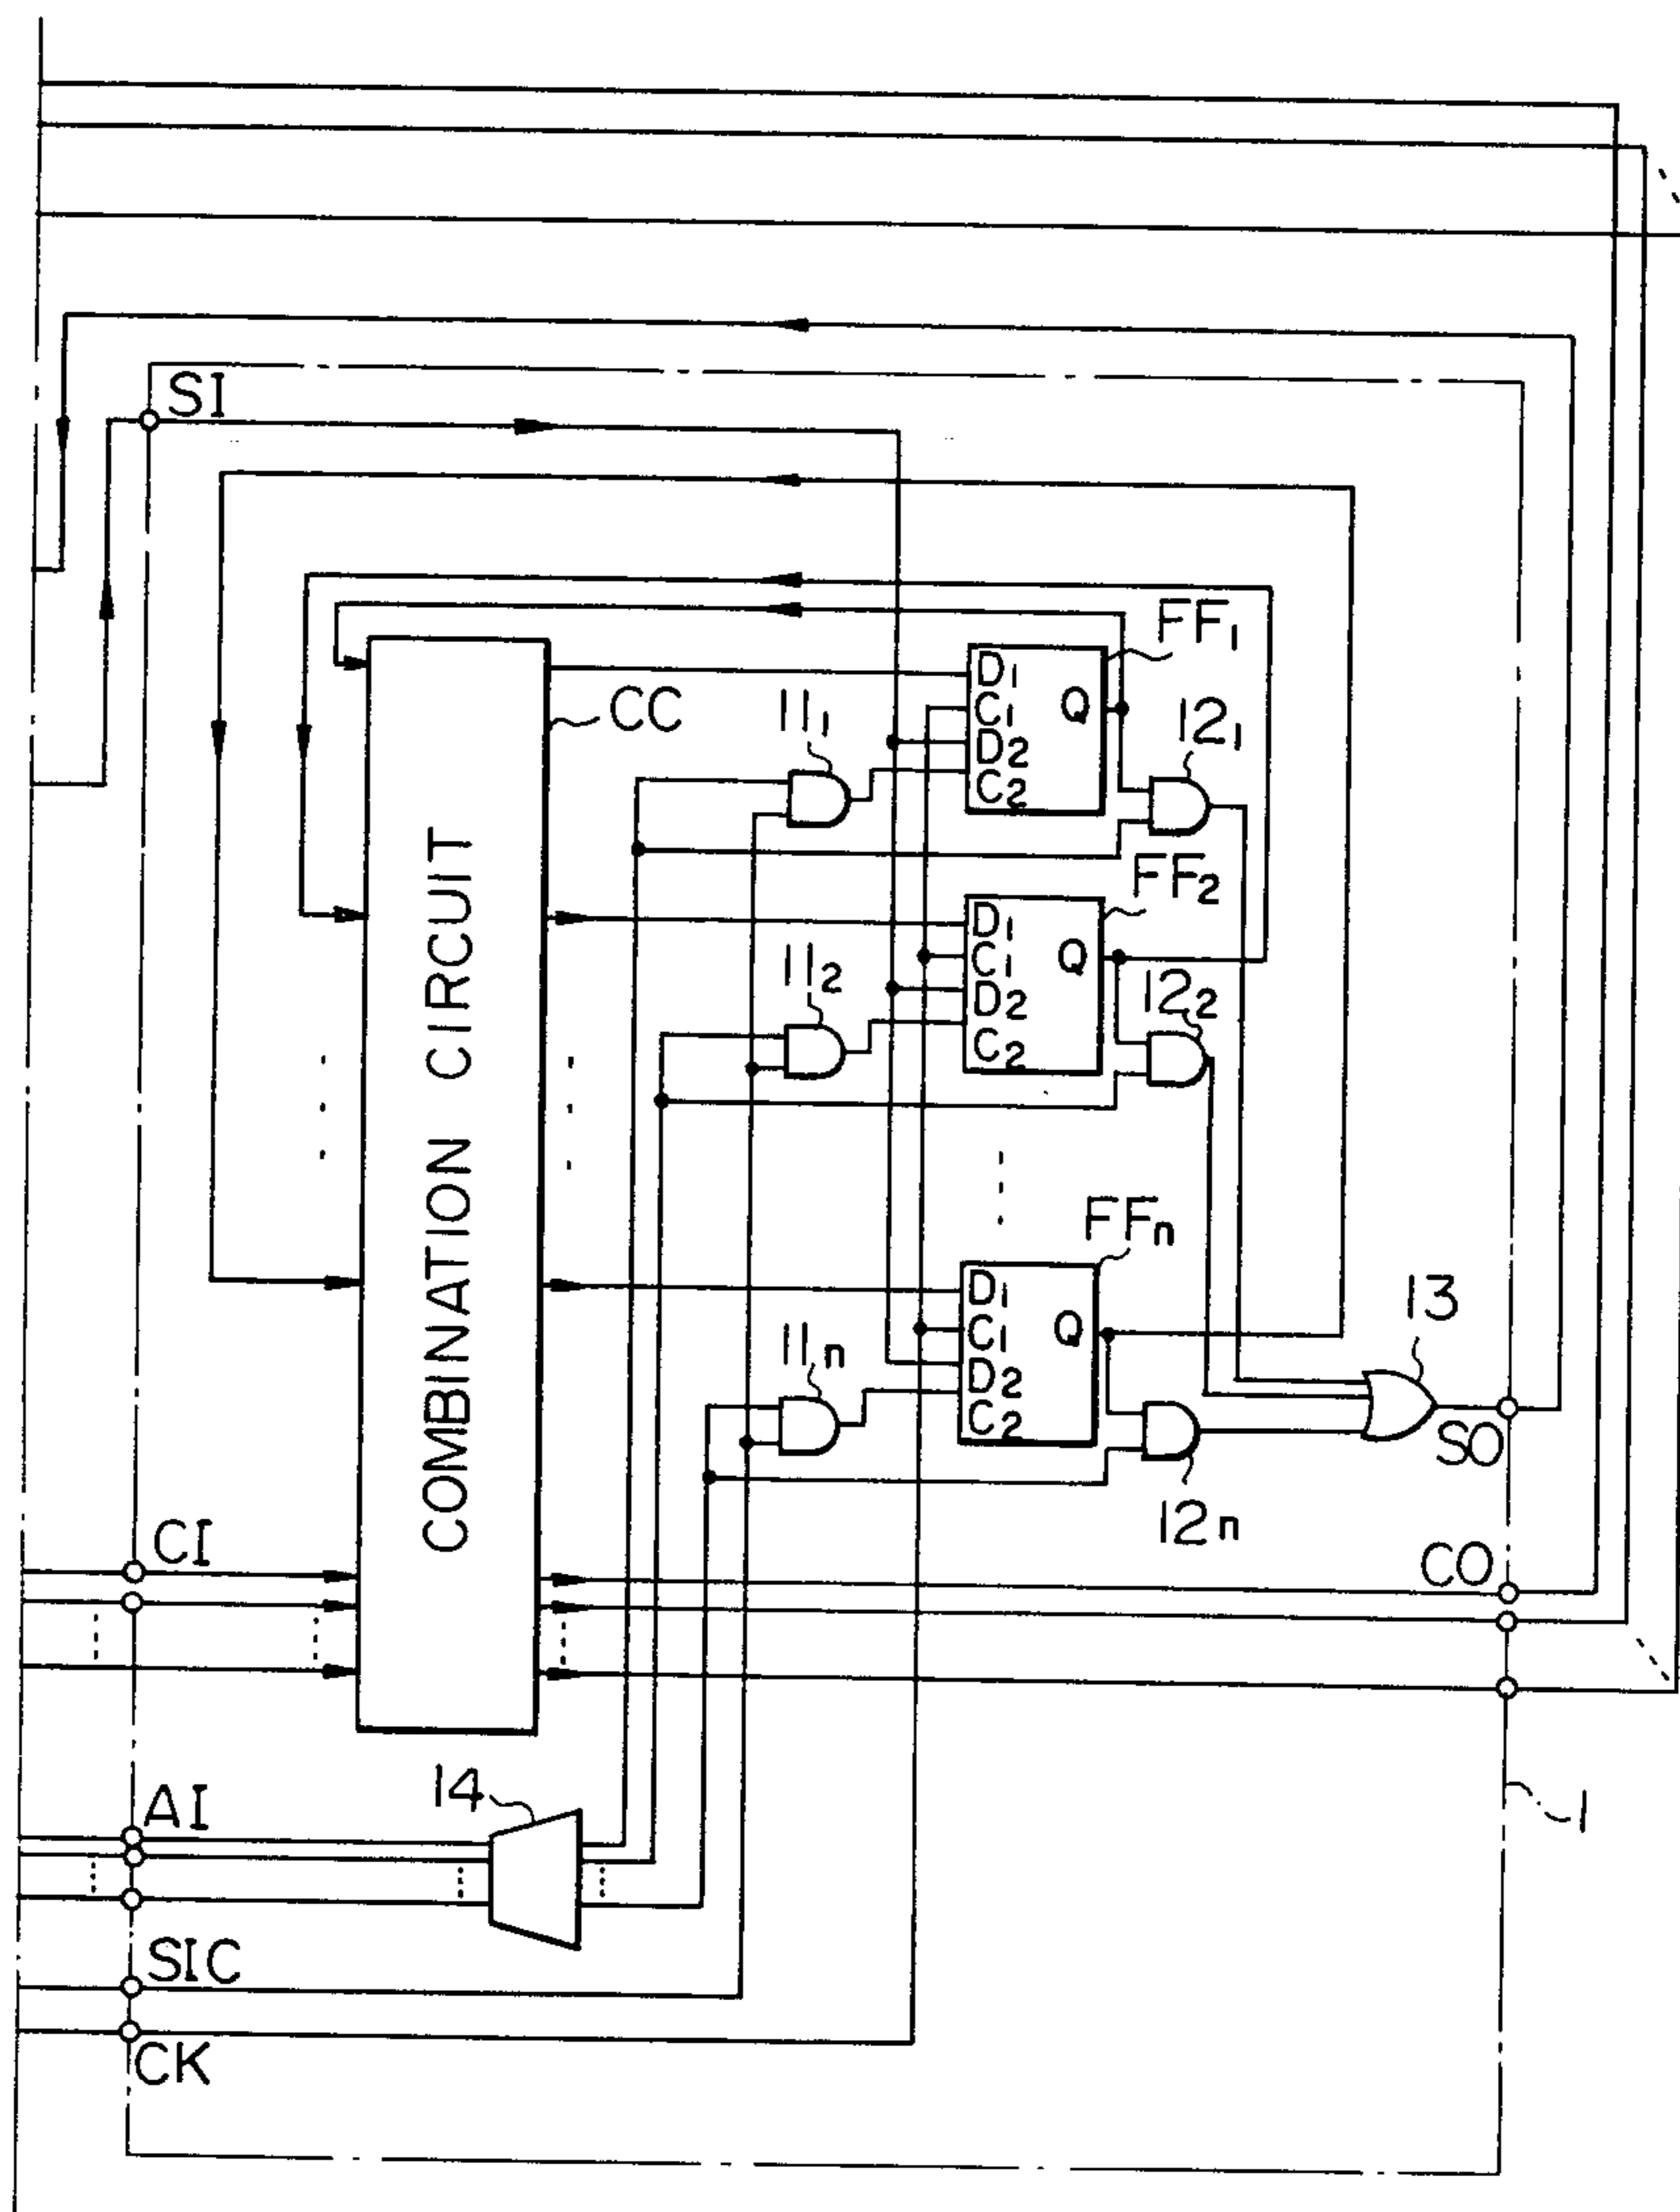 SI
FF₁
D₁
C₁
D₂
C₂
Q
CC
11₁
12₁
FF₂
D₁
C₁
D₂
C₂
Q
11₂
12₂
COMBINATION CIRCUIT
FFₙ
D₁
C₁
D₂
C₂
Q
11ₙ
13
SO
12ₙ
CI
CO
14
AI
1
SIC
CK